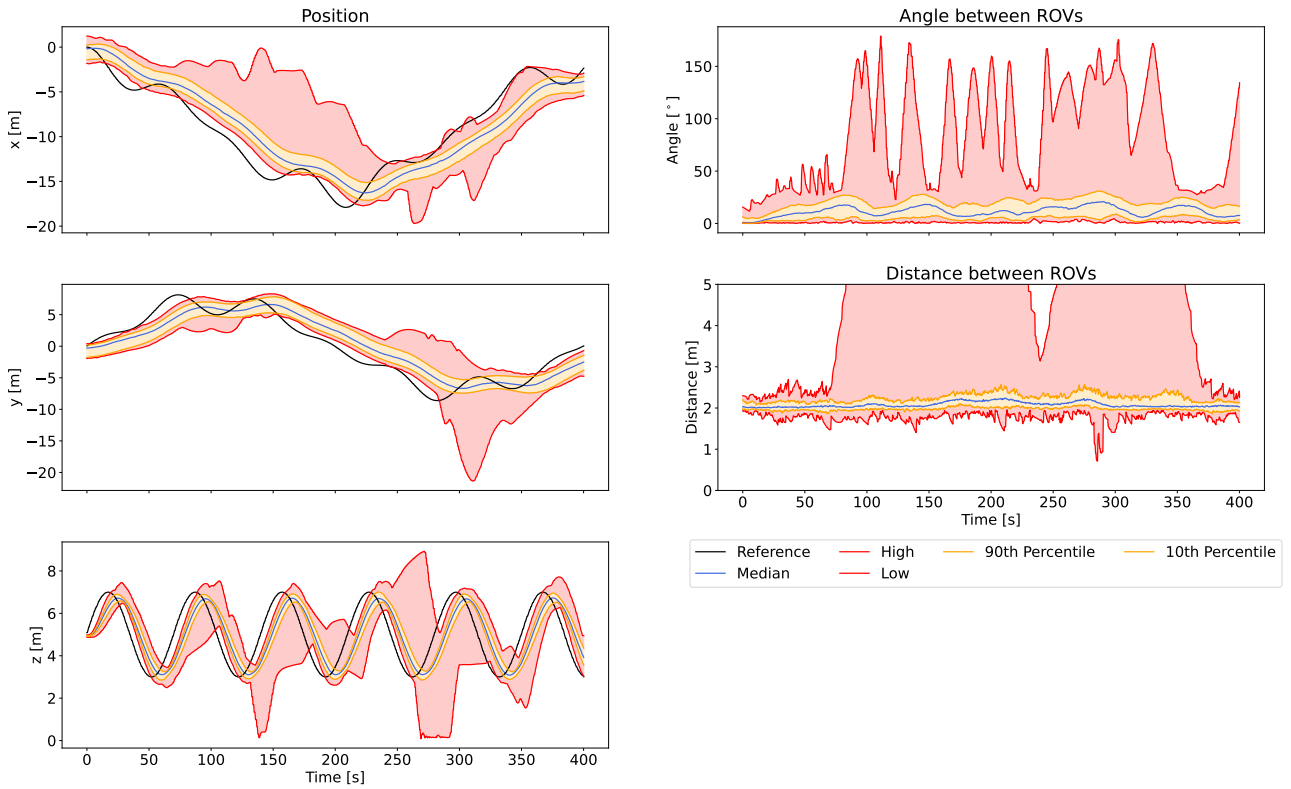 Position
0
−5
−10
−15
−20
x [m]
5
0
−5
−10
−15
−20
y [m]
8
6
4
2
0
z [m]
0 50 100 150 200 250 300 350 400
Time [s]
Angle between ROVs
150
100
50
0
Angle [°]
Distance between ROVs
5
4
3
2
1
0
Distance [m]
0 50 100 150 200 250 300 350 400
Time [s]
Reference High 90th Percentile 10th Percentile
Median Low